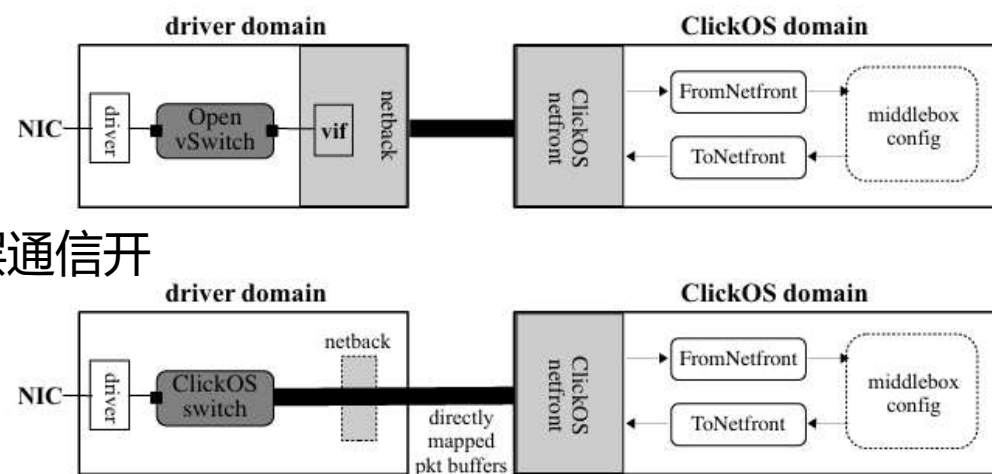 driver domain
ClickOS domain
NIC
driver
Open
vSwitch
vif
netback
ClickOS
netfront
FromNetfront
ToNetfront
middlebox
config
层通信开
driver domain
ClickOS domain
NIC
driver
ClickOS
switch
netback
directly
mapped
pkt buffers
ClickOS
netfront
FromNetfront
ToNetfront
middlebox
config